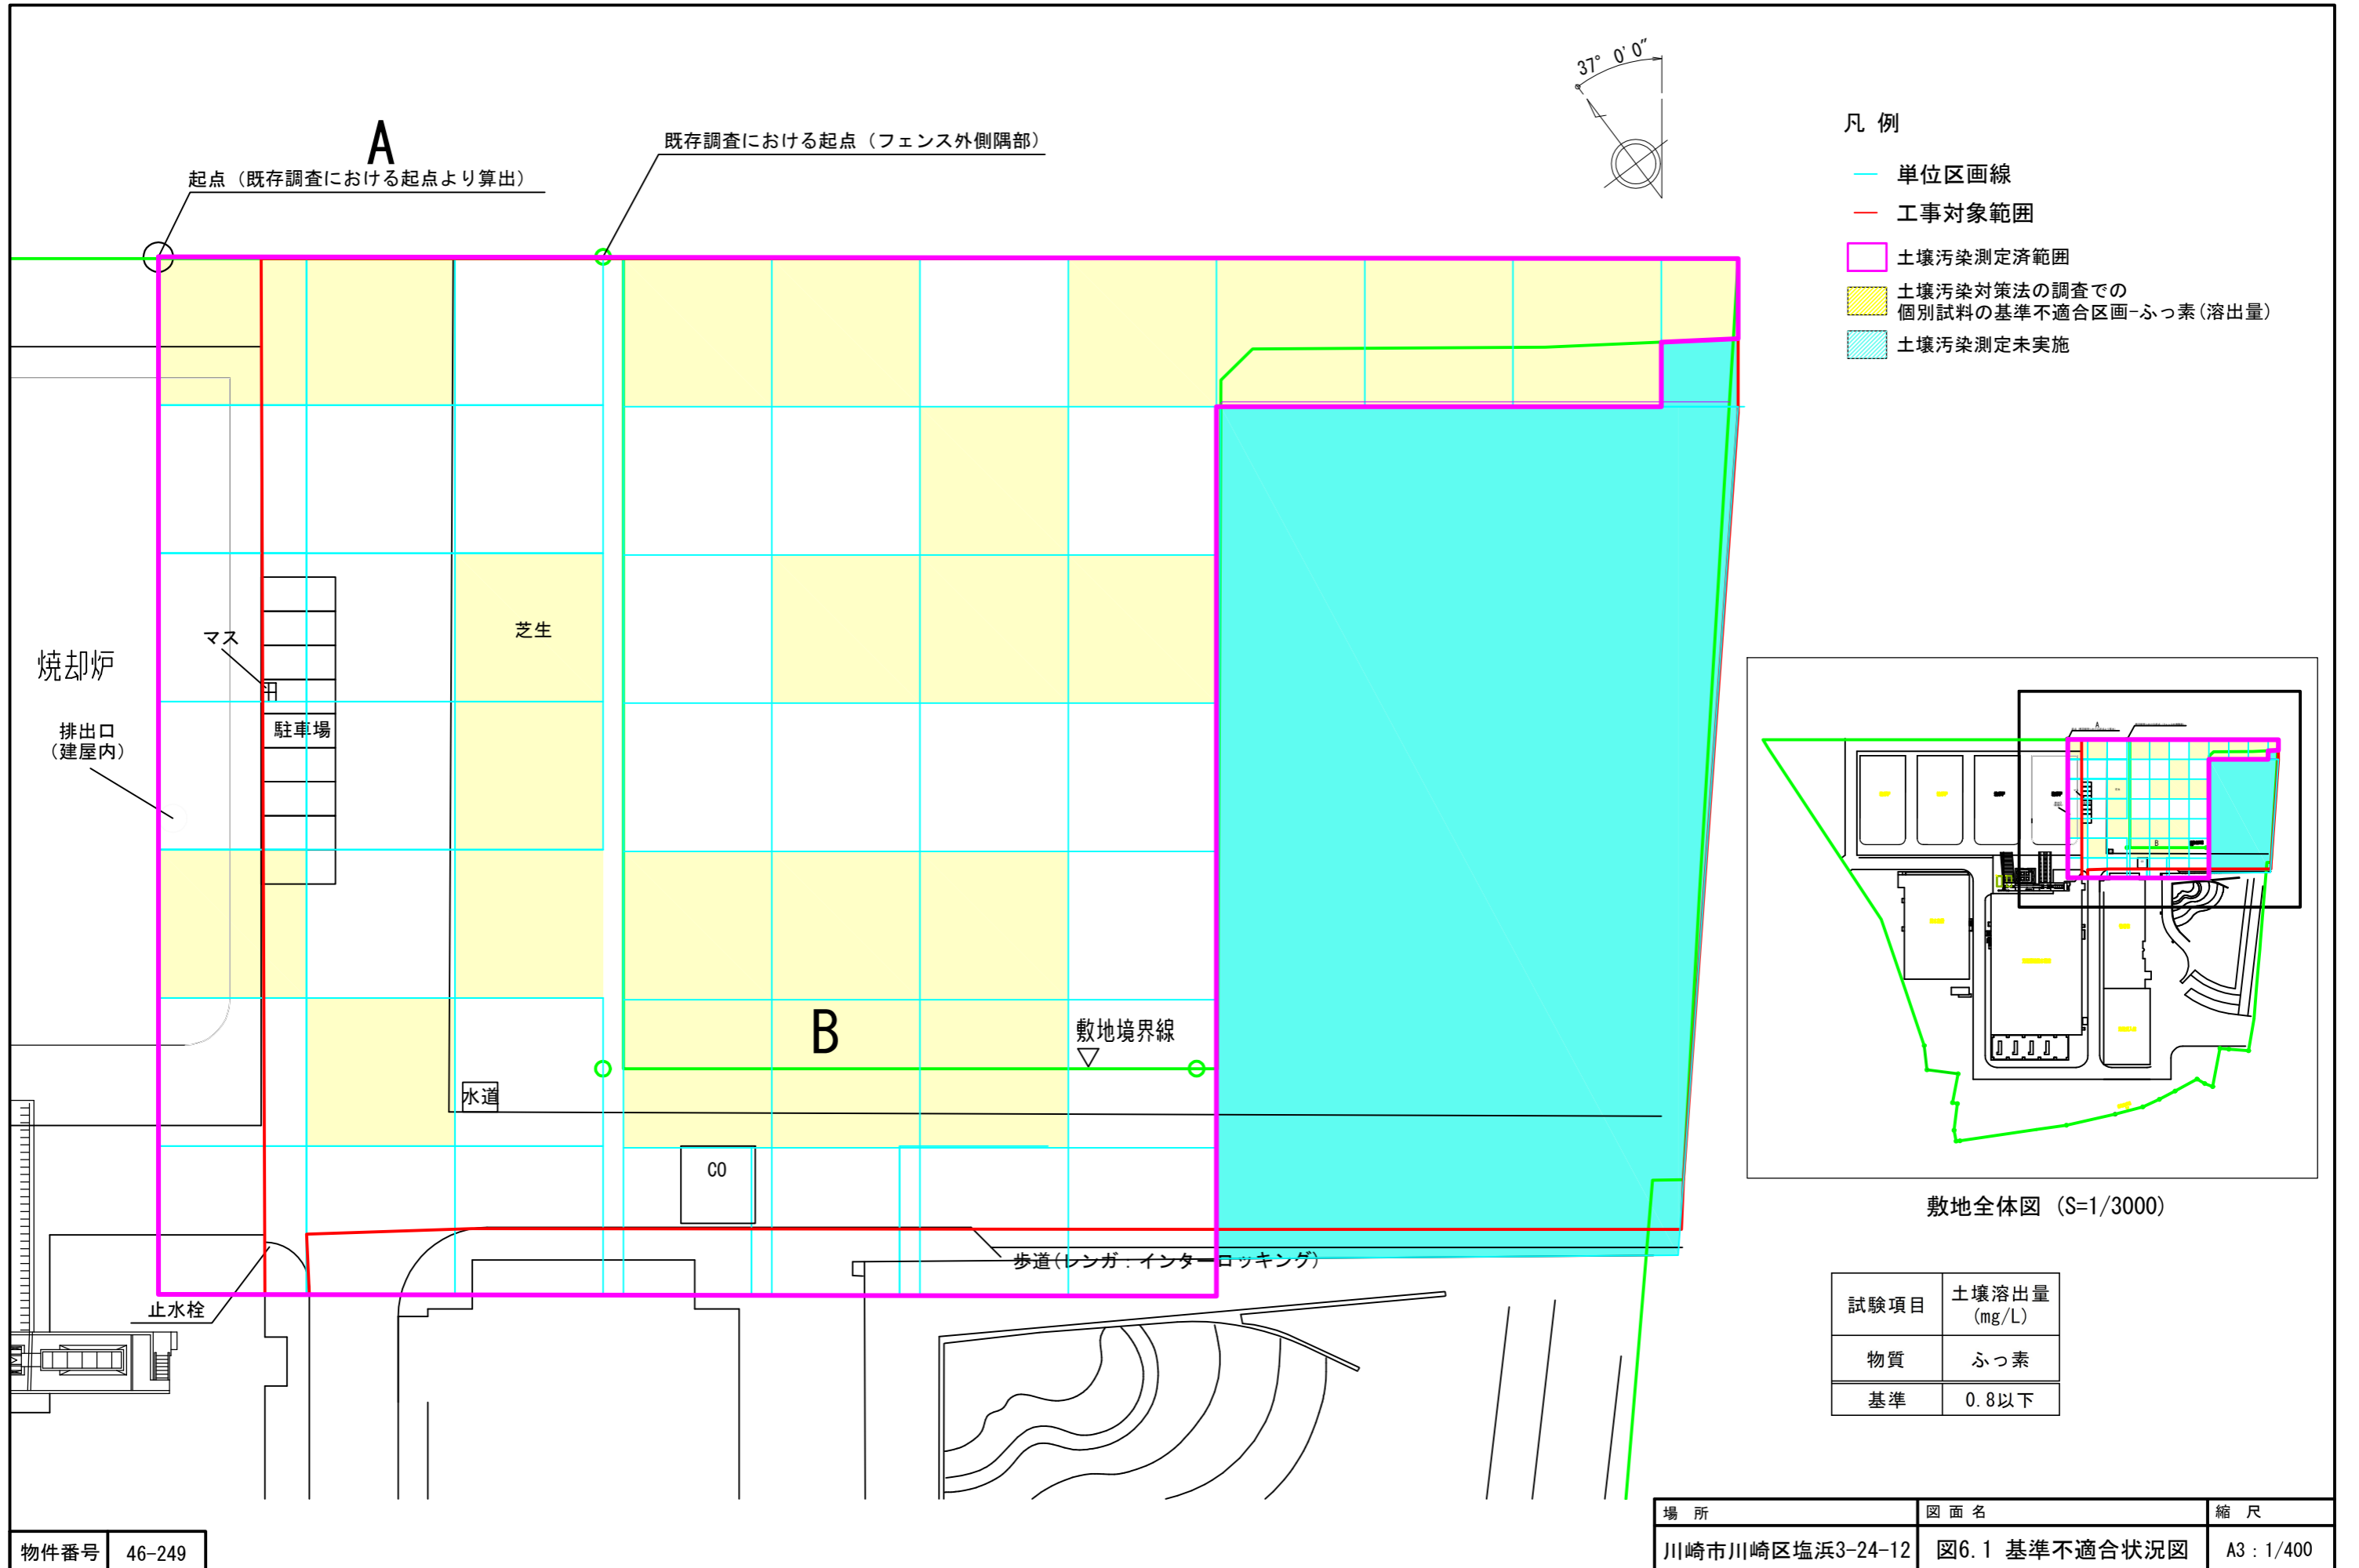 37° 0'0"
A
起点（既存調査における起点より算出）
既存調査における起点（フェンス外側隅部）
凡 例
単位区画線
工事対象範囲
土壌汚染測定済範囲
土壌汚染対策法の調査での
個別試料の基準不適合区画-ふっ素(溶出量)
土壌汚染測定未実施
芝生
マス
焼却炉
駐車場
排出口
(建屋内)
B
敷地境界線
水道
CO
歩道(レンガ：インターロッキング)
止水栓
敷地全体図 (S=1/3000)
試験項目 土壌溶出量
(mg/L)
物質 ふっ素
基準 0.8以下
場 所 図 面 名 縮 尺
川崎市川崎区塩浜3-24-12 図6.1 基準不適合状況図 A3：1/400
物件番号 46-249